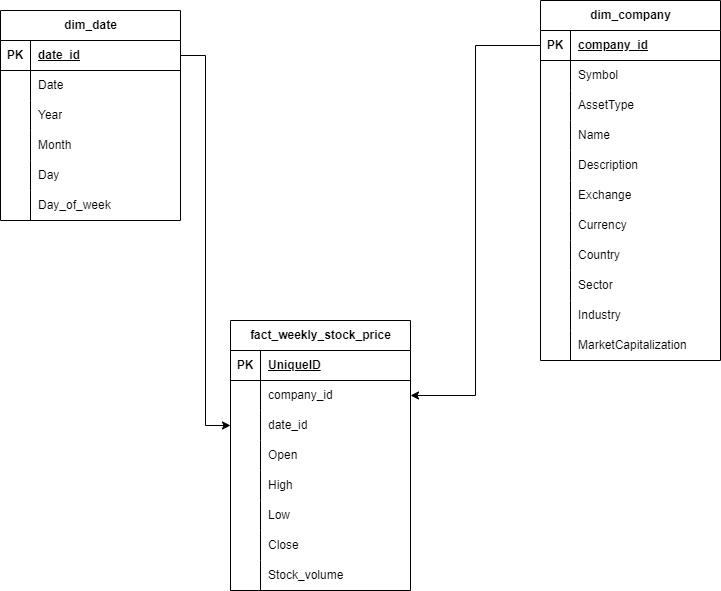 dim_date
PK date_id
Date
Year
Month
Day
Day_of_week
dim_company
PK company_id
Symbol
AssetType
Name
Description
Exchange
Currency
Country
Sector
Industry
MarketCapitalization
fact_weekly_stock_price
PK UniqueID
company_id
date_id
Open
High
Low
Close
Stock_volume